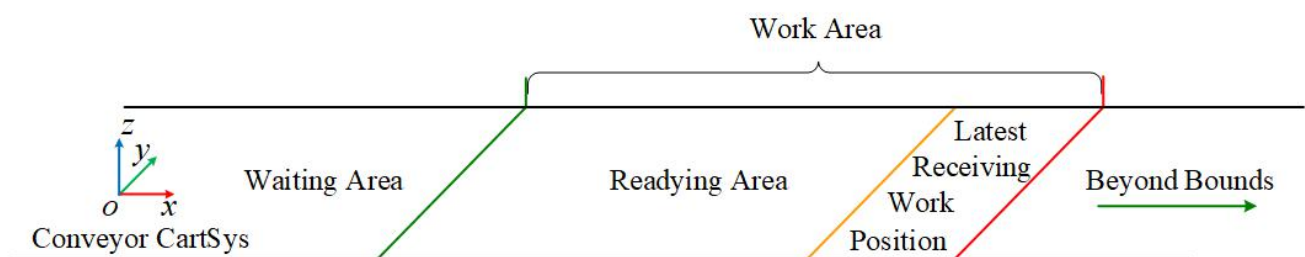 Work Area
z
y
o
x
Conveyor CartSys
Waiting Area
Readying Area
Latest
Receiving
Work
Position
Beyond Bounds